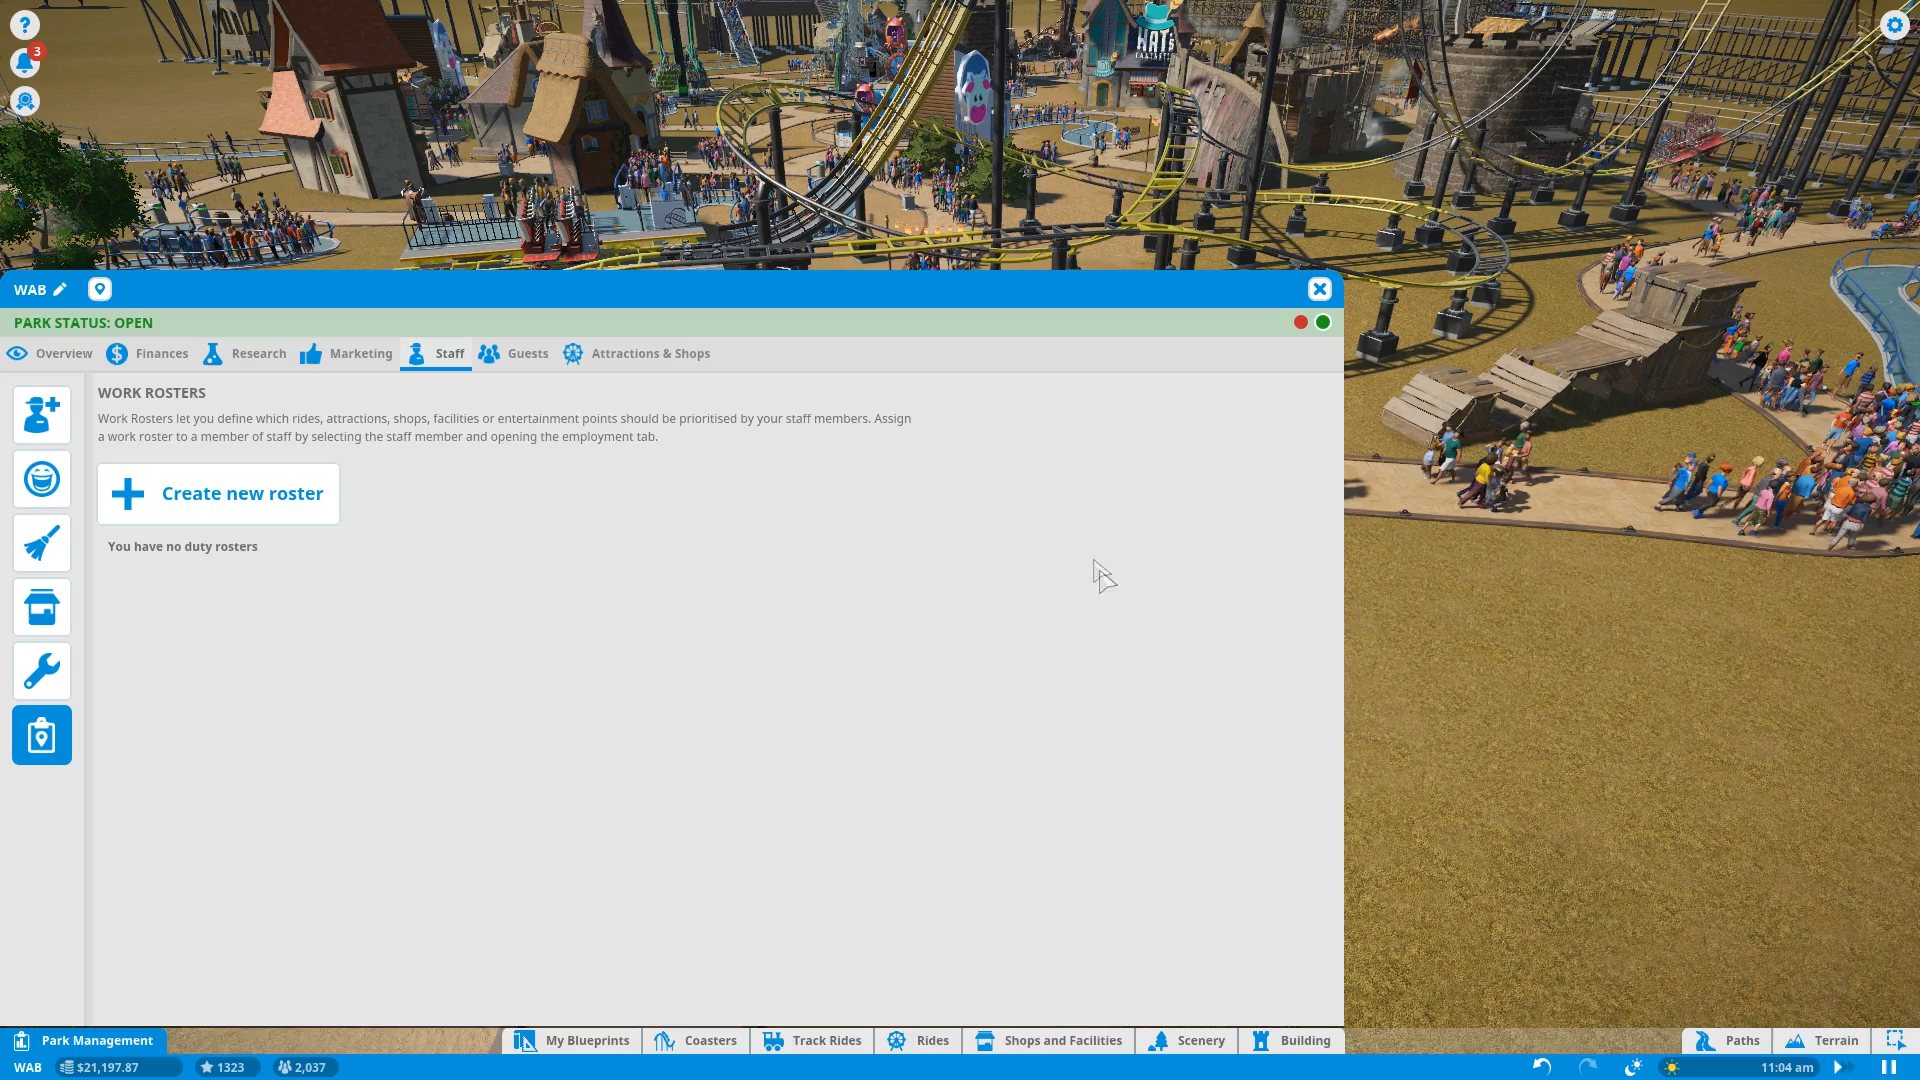 ?
3
HATS
FANTASTIC
WAB
PARK STATUS: OPEN
Overview
Finances
Research
Marketing
Staff
Guests
Attractions & Shops
WORK ROSTERS
Work Rosters let you define which rides, attractions, shops, facilities or entertainment points should be prioritised by your staff members. Assign
a work roster to a member of staff by selecting the staff member and opening the employment tab.
Create new roster
You have no duty rosters
Park Management
My Blueprints
Coasters
Track Rides
Rides
Shops and Facilities
Scenery
Building
Paths
Terrain
WAB
$21,197.87
1323
2,037
11:04 am